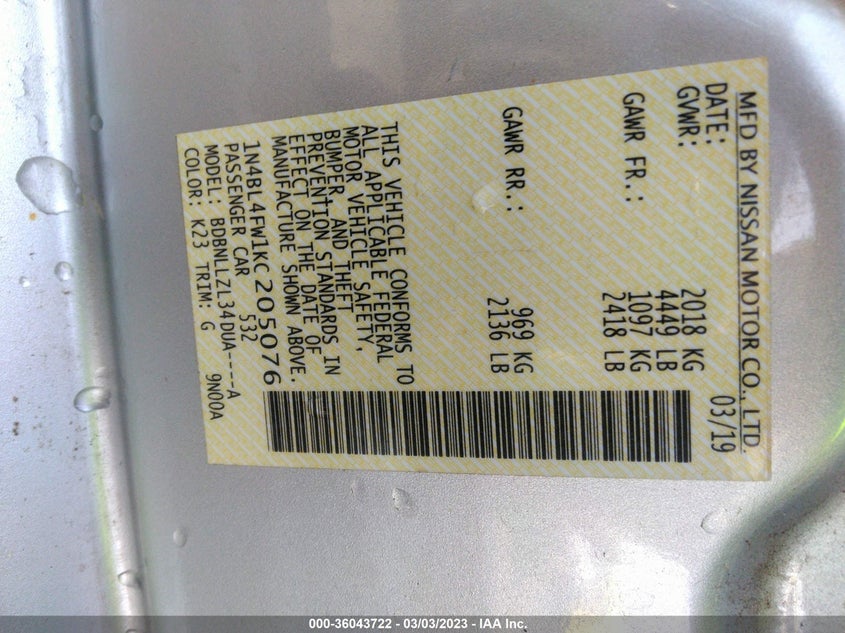 MFD BY NISSAN MOTOR CO., LTD.
DATE: 03/19
GVWR: 2018 KG
4449 LB
GAWR FR.: 1097 KG
2418 LB
GAWR RR.: 969 KG
2136 LB
THIS VEHICLE CONFORMS TO
ALL APPLICABLE FEDERAL
MOTOR VEHICLE SAFETY,
BUMPER, AND THEFT
PREVENTION STANDARDS IN
EFFECT ON THE DATE OF
MANUFACTURE SHOWN ABOVE.
1N4BL4FW1KC205076
PASSENGER CAR 532
MODEL: BDBNLLZL34DUA----A
COLOR: K23 TRIM: G 9N00A
000-36043722 - 03/03/2023 - IAA Inc.